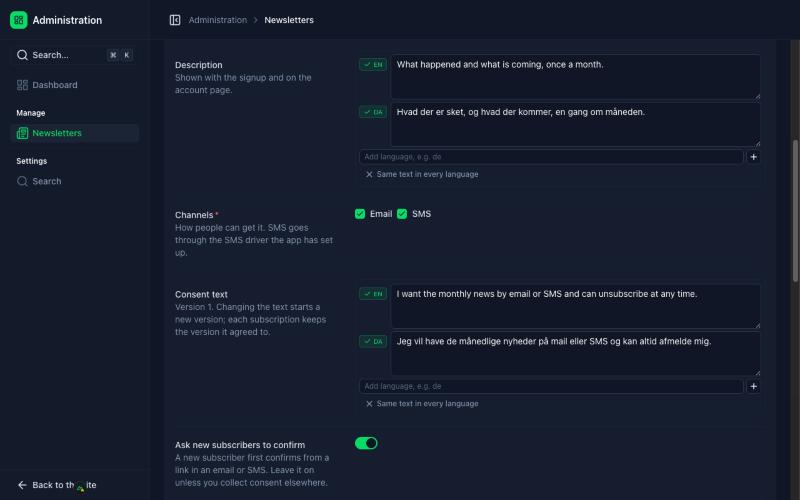 Administration
Administration > Newsletters
Search... ⌘ K
Dashboard
Manage
Newsletters
Settings
Search
Back to th ite
Description
Shown with the signup and on the
account page.
EN
What happened and what is coming, once a month.
DA
Hvad der er sket, og hvad der kommer, en gang om måneden.
Add language, e.g. de
Same text in every language
Channels*
How people can get it. SMS goes
through the SMS driver the app has set
up.
Email SMS
Consent text
Version 1. Changing the text starts a
new version; each subscription keeps
the version it agreed to.
EN
I want the monthly news by email or SMS and can unsubscribe at any time.
DA
Jeg vil have de månedlige nyheder på mail eller SMS og kan altid afmelde mig.
Add language, e.g. de
Same text in every language
Ask new subscribers to confirm
A new subscriber first confirms from a
link in an email or SMS. Leave it on
unless you collect consent elsewhere.